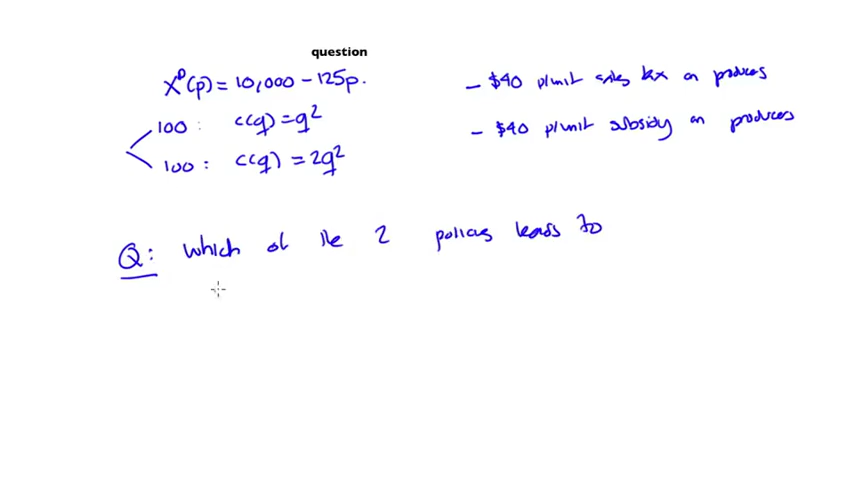 question
X^D(p) = 10,000 - 125p.
100 : c(q) = q^2
100 : c(q) = 2q^2
- $40 p/unit sales tax on producers
- $40 p/unit subsidy on producers
Q: Which of the 2 policies leads to